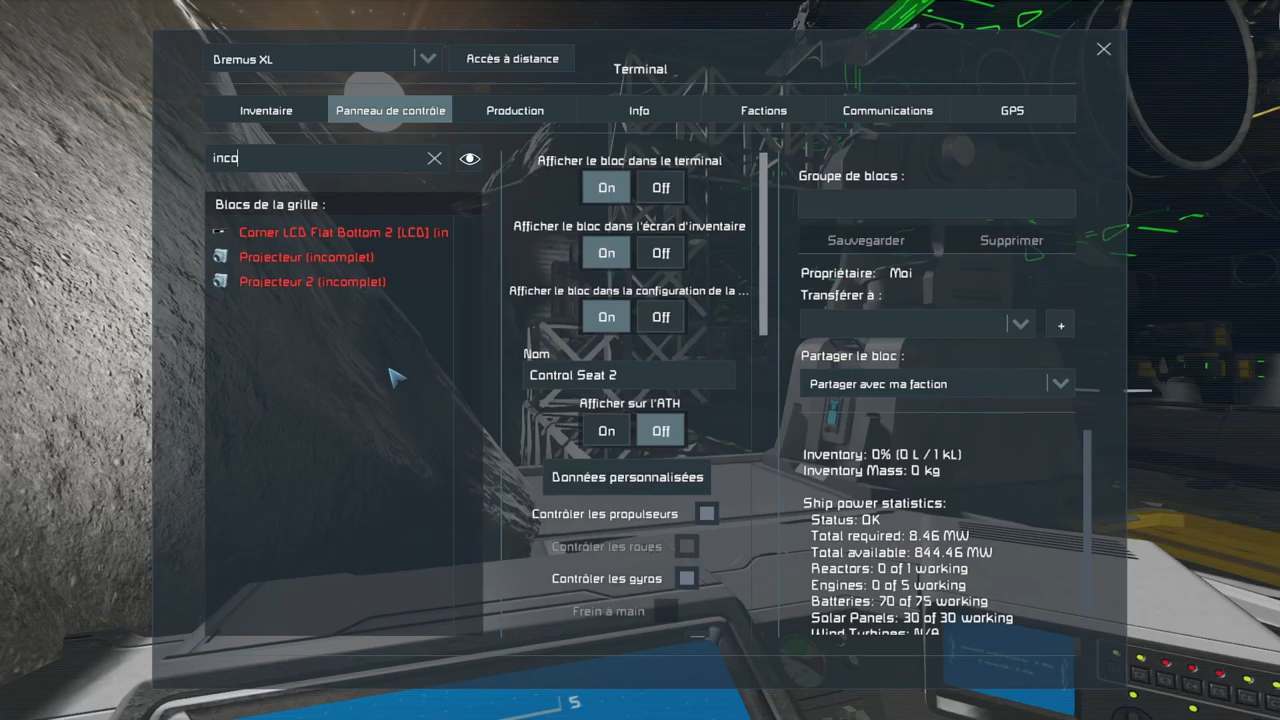 Bremus XL
Accès à distance
Terminal
Inventaire
Panneau de contrôle
Production
Info
Factions
Communications
GPS
inco
Blocs de la grille :
Corner LCD Flat Bottom 2 [LCD] (in
Projecteur (incomplet)
Projecteur 2 (incomplet)
Afficher le bloc dans le terminal
On Off
Afficher le bloc dans l'écran d'inventaire
On Off
Afficher le bloc dans la configuration de la ...
On Off
Nom
Control Seat 2
Afficher sur l'ATH
On Off
Données personnalisées
Contrôler les propulseurs
Contrôler les roues
Contrôler les gyros
Frein à main
Groupe de blocs :
Sauvegarder
Supprimer
Propriétaire: Moi
Transférer à :
+
Partager le bloc :
Partager avec ma faction
Inventory: 0% (0 L / 1 kL)
Inventory Mass: 0 kg
Ship power statistics:
Status: OK
Total required: 8.46 MW
Total available: 844.46 MW
Reactors: 0 of 1 working
Engines: 0 of 5 working
Batteries: 70 of 75 working
Solar Panels: 30 of 30 working
Wind Turbines: N/A
S